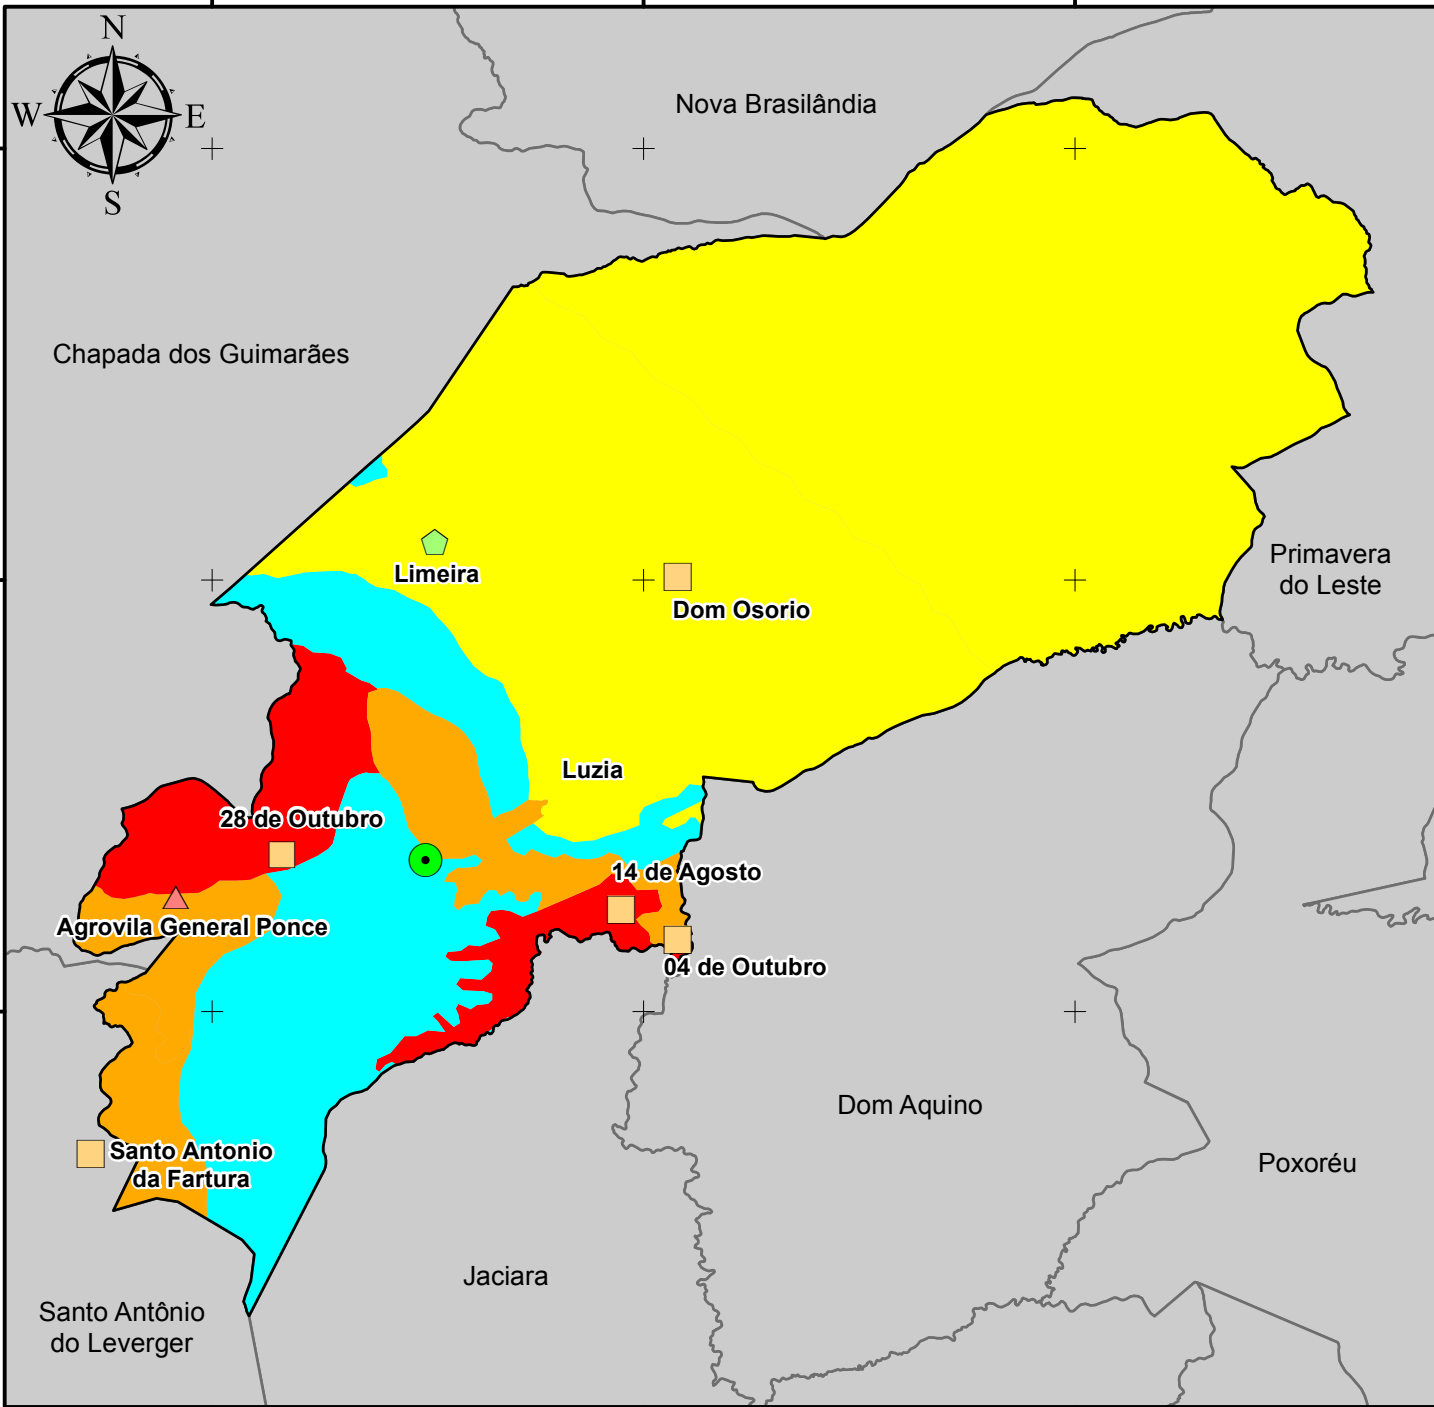 N
W
E
S
Nova Brasilândia
Chapada dos Guimarães
Primavera
do Leste
Limeira
Dom Osorio
Luzia
28 de Outubro
14 de Agosto
Agrovila General Ponce
04 de Outubro
Dom Aquino
Santo Antonio
da Fartura
Poxoréu
Jaciara
Santo Antônio
do Leverger